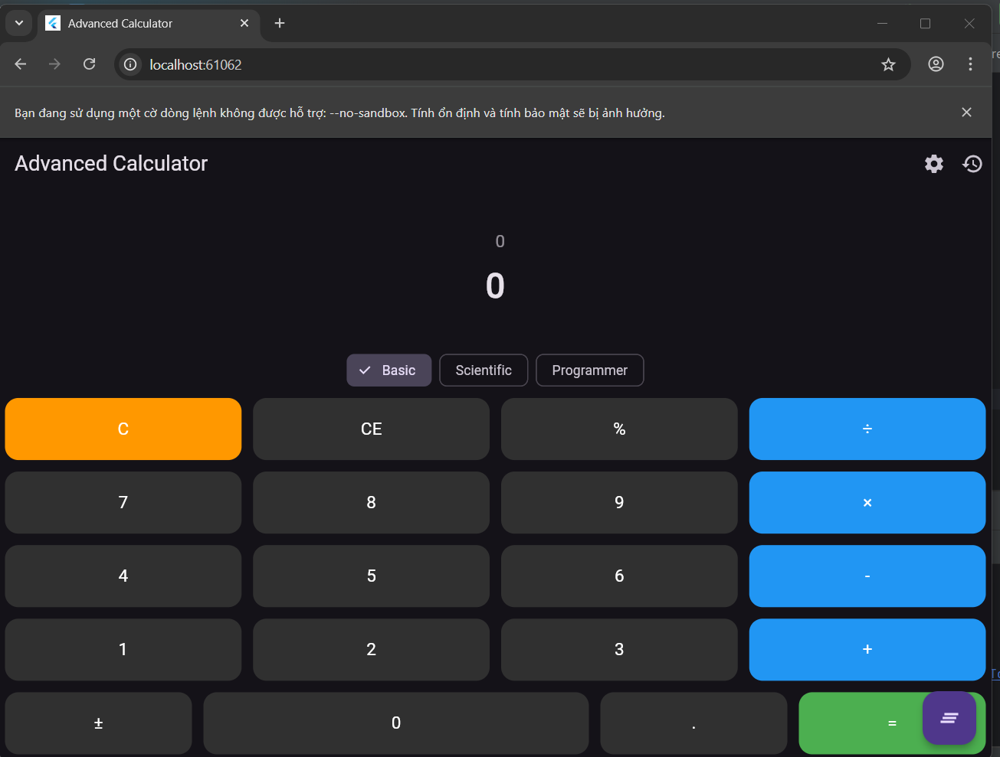 Advanced Calculator
localhost:61062
Bạn đang sử dụng một cờ dòng lệnh không được hỗ trợ: --no-sandbox. Tính ổn định và tính bảo mật sẽ bị ảnh hưởng.
Advanced Calculator
0
0
Basic Scientific Programmer
C CE % ÷
7 8 9 ×
4 5 6 -
1 2 3 +
± 0 . =